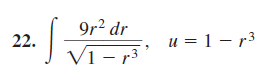 22. ∫ 9r² dr / √1 − r³, u = 1 − r³